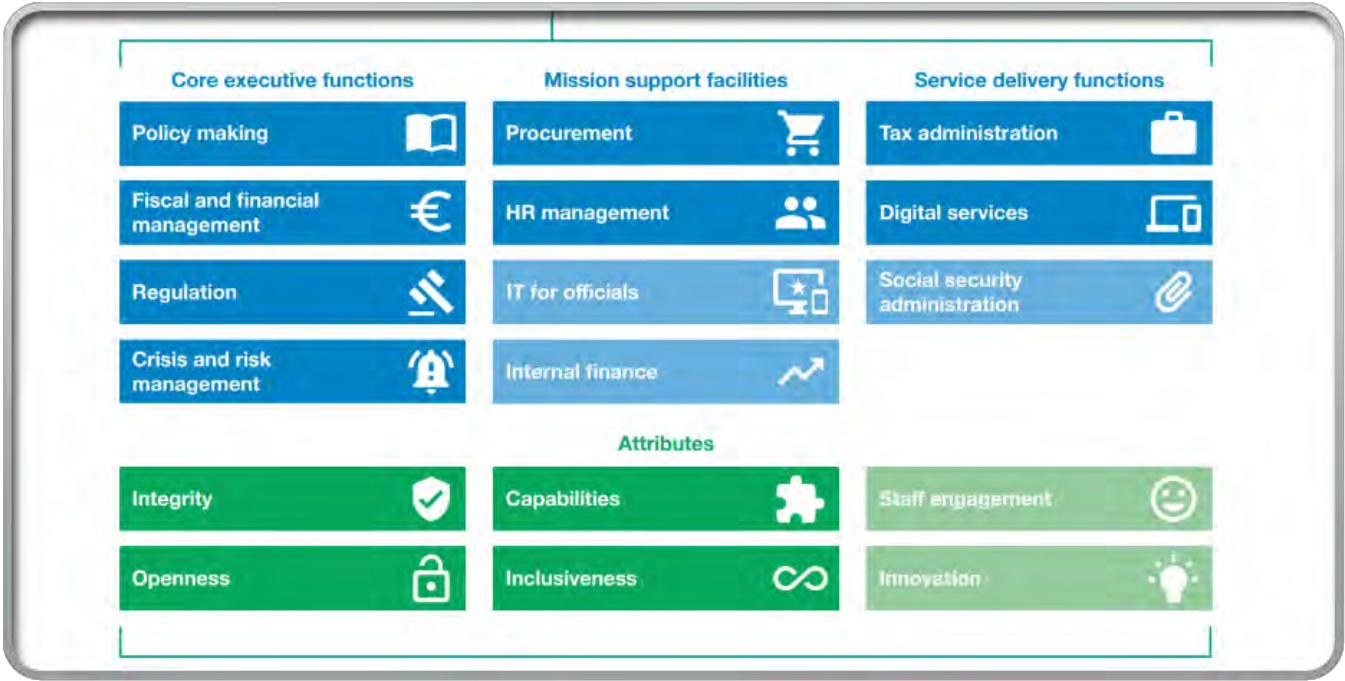 Core executive functions
Mission support facilities
Service delivery functions
Policy making
Procurement
Tax administration
Fiscal and financial
management
HR management
Digital services
Regulation
IT for officials
Social security
administration
Crisis and risk
management
Internal finance
Attributes
Integrity
Capabilities
Staff engagement
Openness
Inclusiveness
Innovation